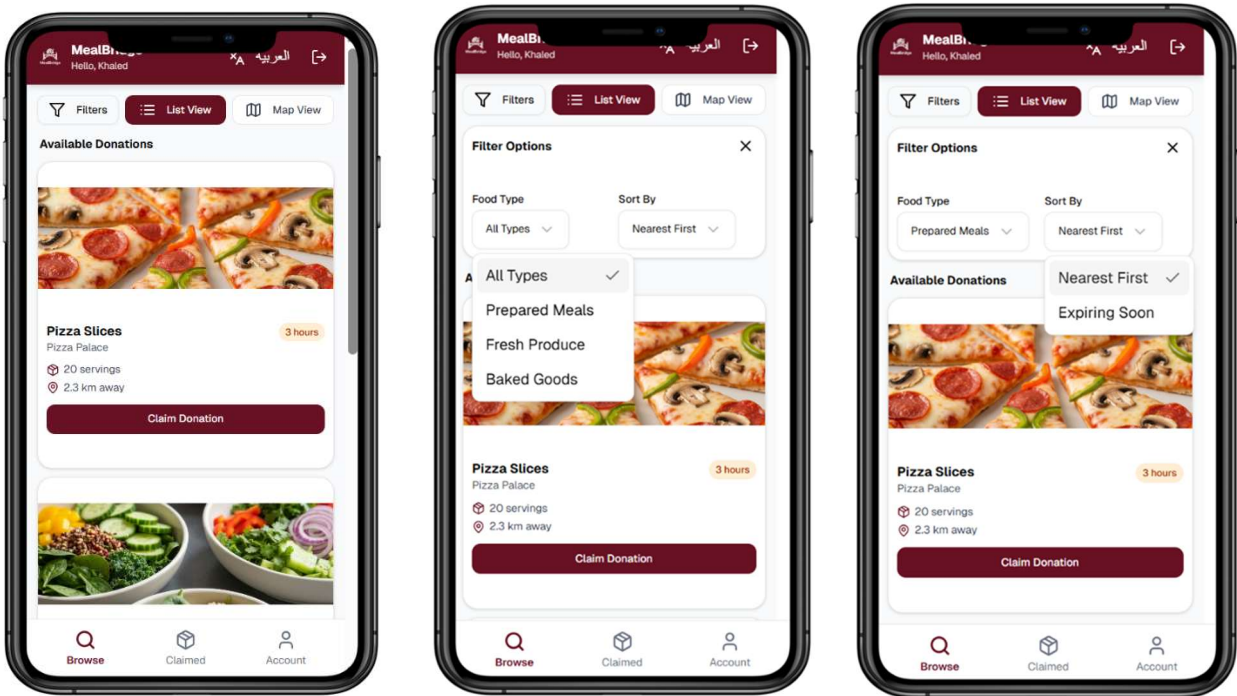 MealBridge
Hello, Khaled
العربية
Filters
List View
Map View
Available Donations
Pizza Slices
3 hours
Pizza Palace
20 servings
2.3 km away
Claim Donation
Browse
Claimed
Account
Hello, Khaled
العربية
Filters
List View
Map View
Filter Options
Food Type
Sort By
All Types
Nearest First
All Types
Prepared Meals
Fresh Produce
Baked Goods
Pizza Slices
3 hours
Pizza Palace
20 servings
2.3 km away
Claim Donation
Browse
Claimed
Account
Hello, Khaled
العربية
Filters
List View
Map View
Filter Options
Food Type
Sort By
Prepared Meals
Nearest First
Available Donations
Nearest First
Expiring Soon
Pizza Slices
3 hours
Pizza Palace
20 servings
2.3 km away
Claim Donation
Browse
Claimed
Account